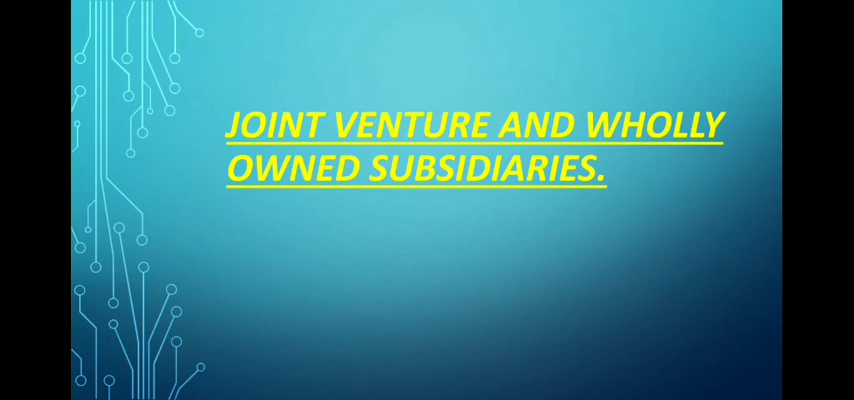 JOINT VENTURE AND WHOLLY
OWNED SUBSIDIARIES.